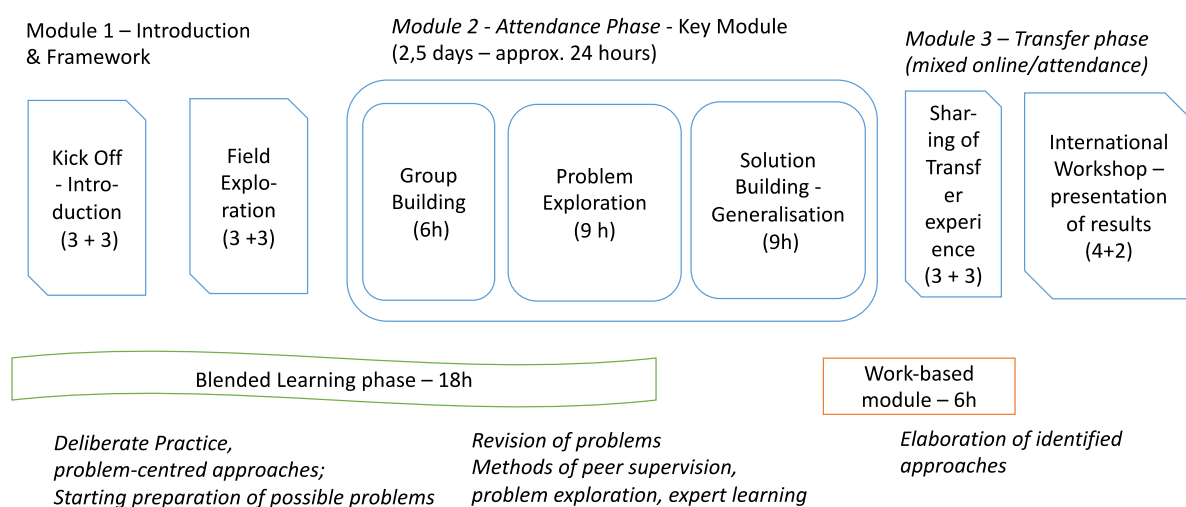 Module 1 – Introduction
& Framework
Module 2 - Attendance Phase - Key Module
(2,5 days – approx. 24 hours)
Module 3 – Transfer phase
(mixed online/attendance)
Kick Off
- Intro-
duction
(3 + 3)
Field
Explo-
ration
(3 +3)
Group
Building
(6h)
Problem
Exploration
(9 h)
Solution
Building -
Generalisation
(9h)
Shar-
ing of
Transf
er
experi
ence
(3 + 3)
International
Workshop –
presentation
of results
(4+2)
Blended Learning phase – 18h
Work-based
module – 6h
Deliberate Practice,
problem-centred approaches;
Starting preparation of possible problems
Revision of problems
Methods of peer supervision,
problem exploration, expert learning
Elaboration of identified
approaches